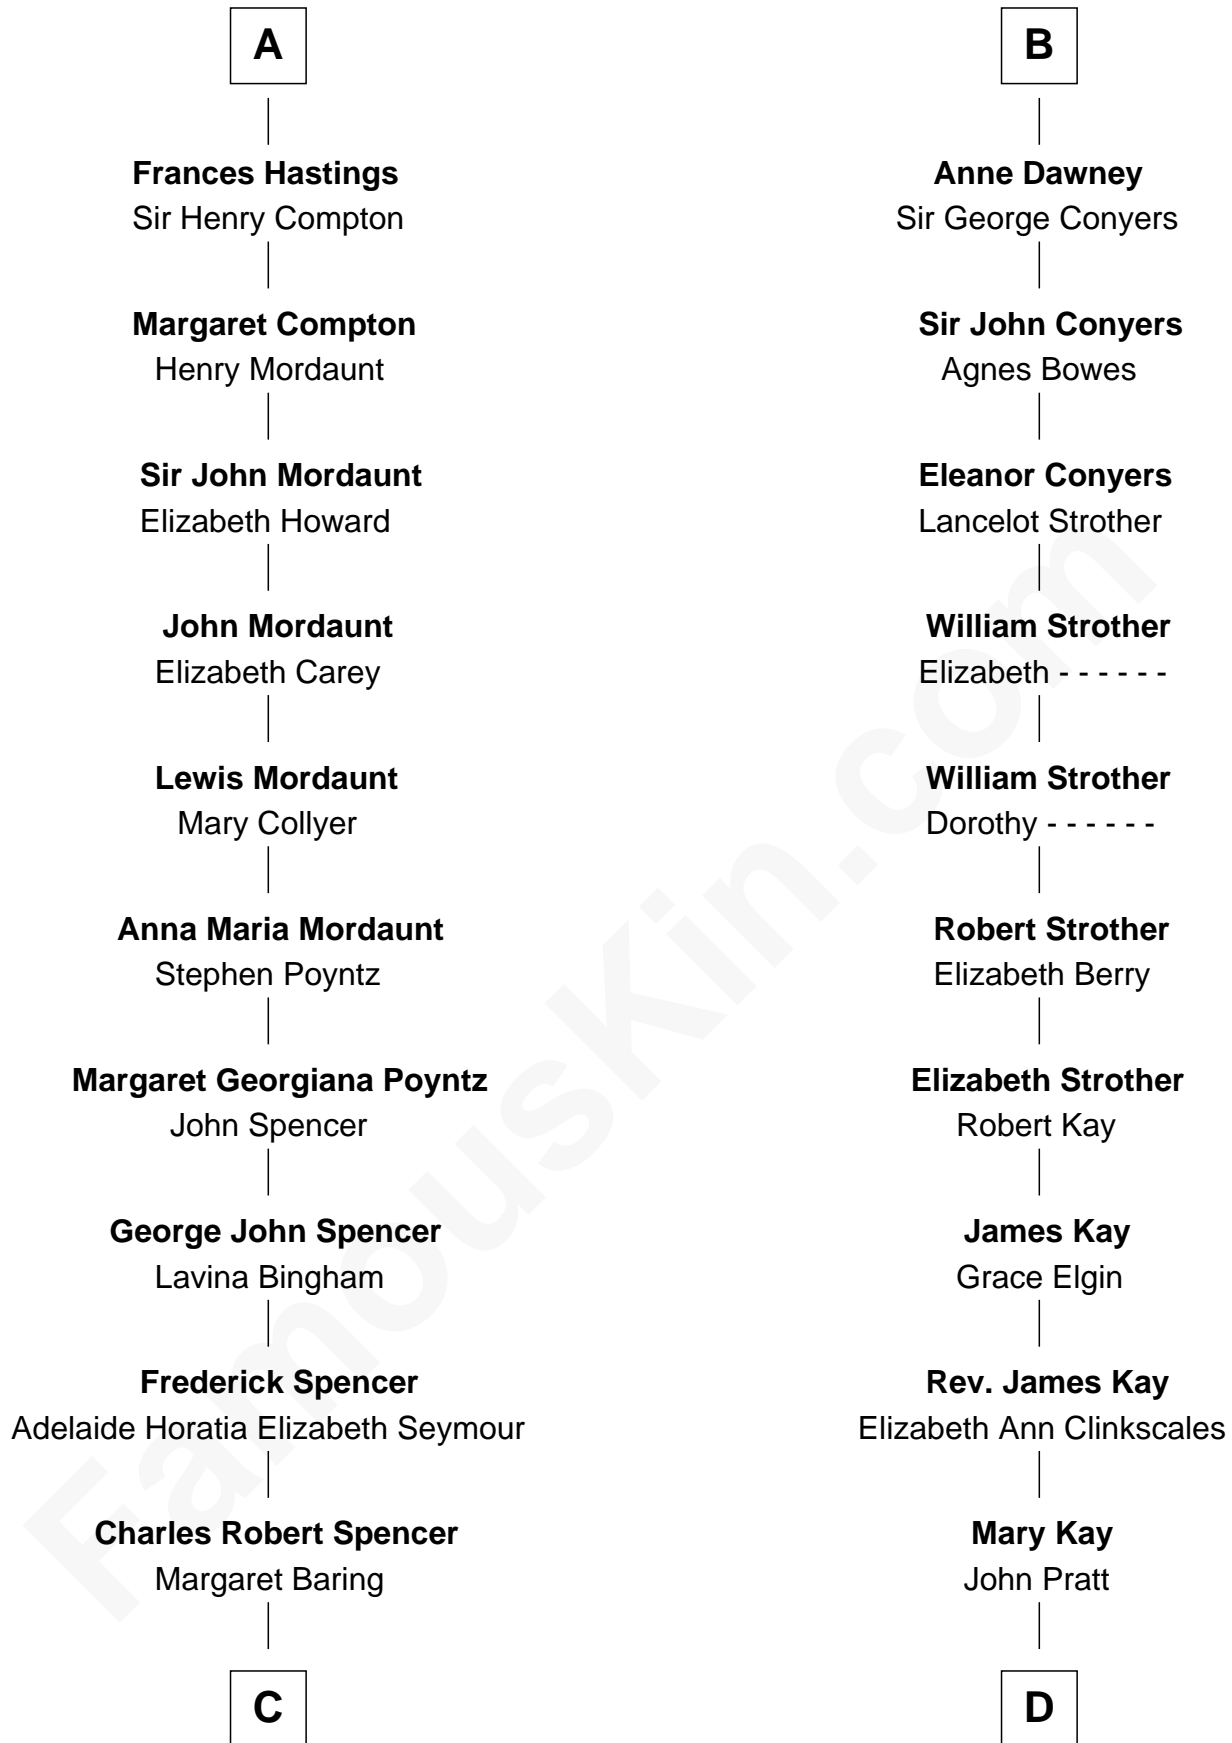 A
Frances Hastings
Sir Henry Compton
Margaret Compton
Henry Mordaunt
Sir John Mordaunt
Elizabeth Howard
John Mordaunt
Elizabeth Carey
Lewis Mordaunt
Mary Collyer
Anna Maria Mordaunt
Stephen Poyntz
Margaret Georgiana Poyntz
John Spencer
George John Spencer
Lavina Bingham
Frederick Spencer
Adelaide Horatia Elizabeth Seymour
Charles Robert Spencer
Margaret Baring
C
B
Anne Dawney
Sir George Conyers
Sir John Conyers
Agnes Bowes
Eleanor Conyers
Lancelot Strother
William Strother
Elizabeth - - - - - -
William Strother
Dorothy - - - - - -
Robert Strother
Elizabeth Berry
Elizabeth Strother
Robert Kay
James Kay
Grace Elgin
Rev. James Kay
Elizabeth Ann Clinkscales
Mary Kay
John Pratt
D
FamousKin.com